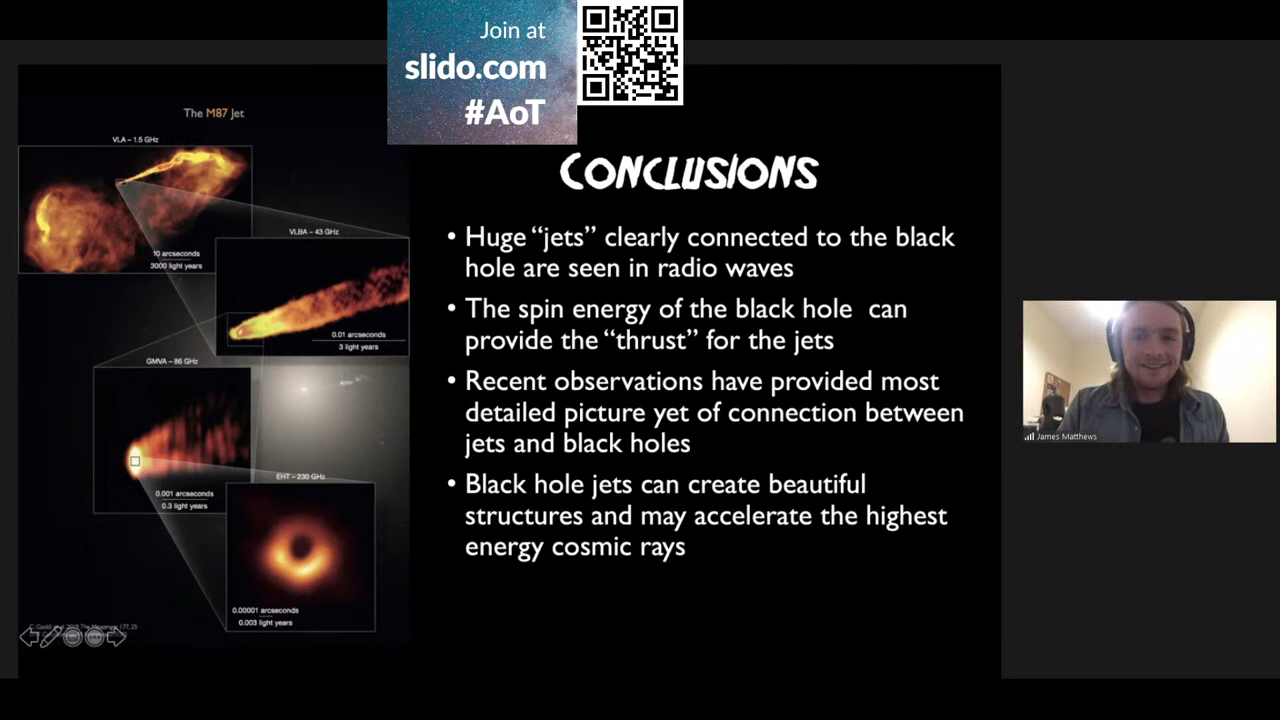 Join at
slido.com
#AoT
The M87 Jet
VLA – 1.5 GHz
10 arcseconds
3000 light years
VLBA – 43 GHz
0.01 arcseconds
3 light years
GMVA – 86 GHz
0.001 arcseconds
0.3 light years
EHT – 230 GHz
0.00001 arcseconds
0.003 light years
CONCLUSIONS
• Huge “jets” clearly connected to the black
hole are seen in radio waves
• The spin energy of the black hole can
provide the “thrust” for the jets
• Recent observations have provided most
detailed picture yet of connection between
jets and black holes
• Black hole jets can create beautiful
structures and may accelerate the highest
energy cosmic rays
James Matthews